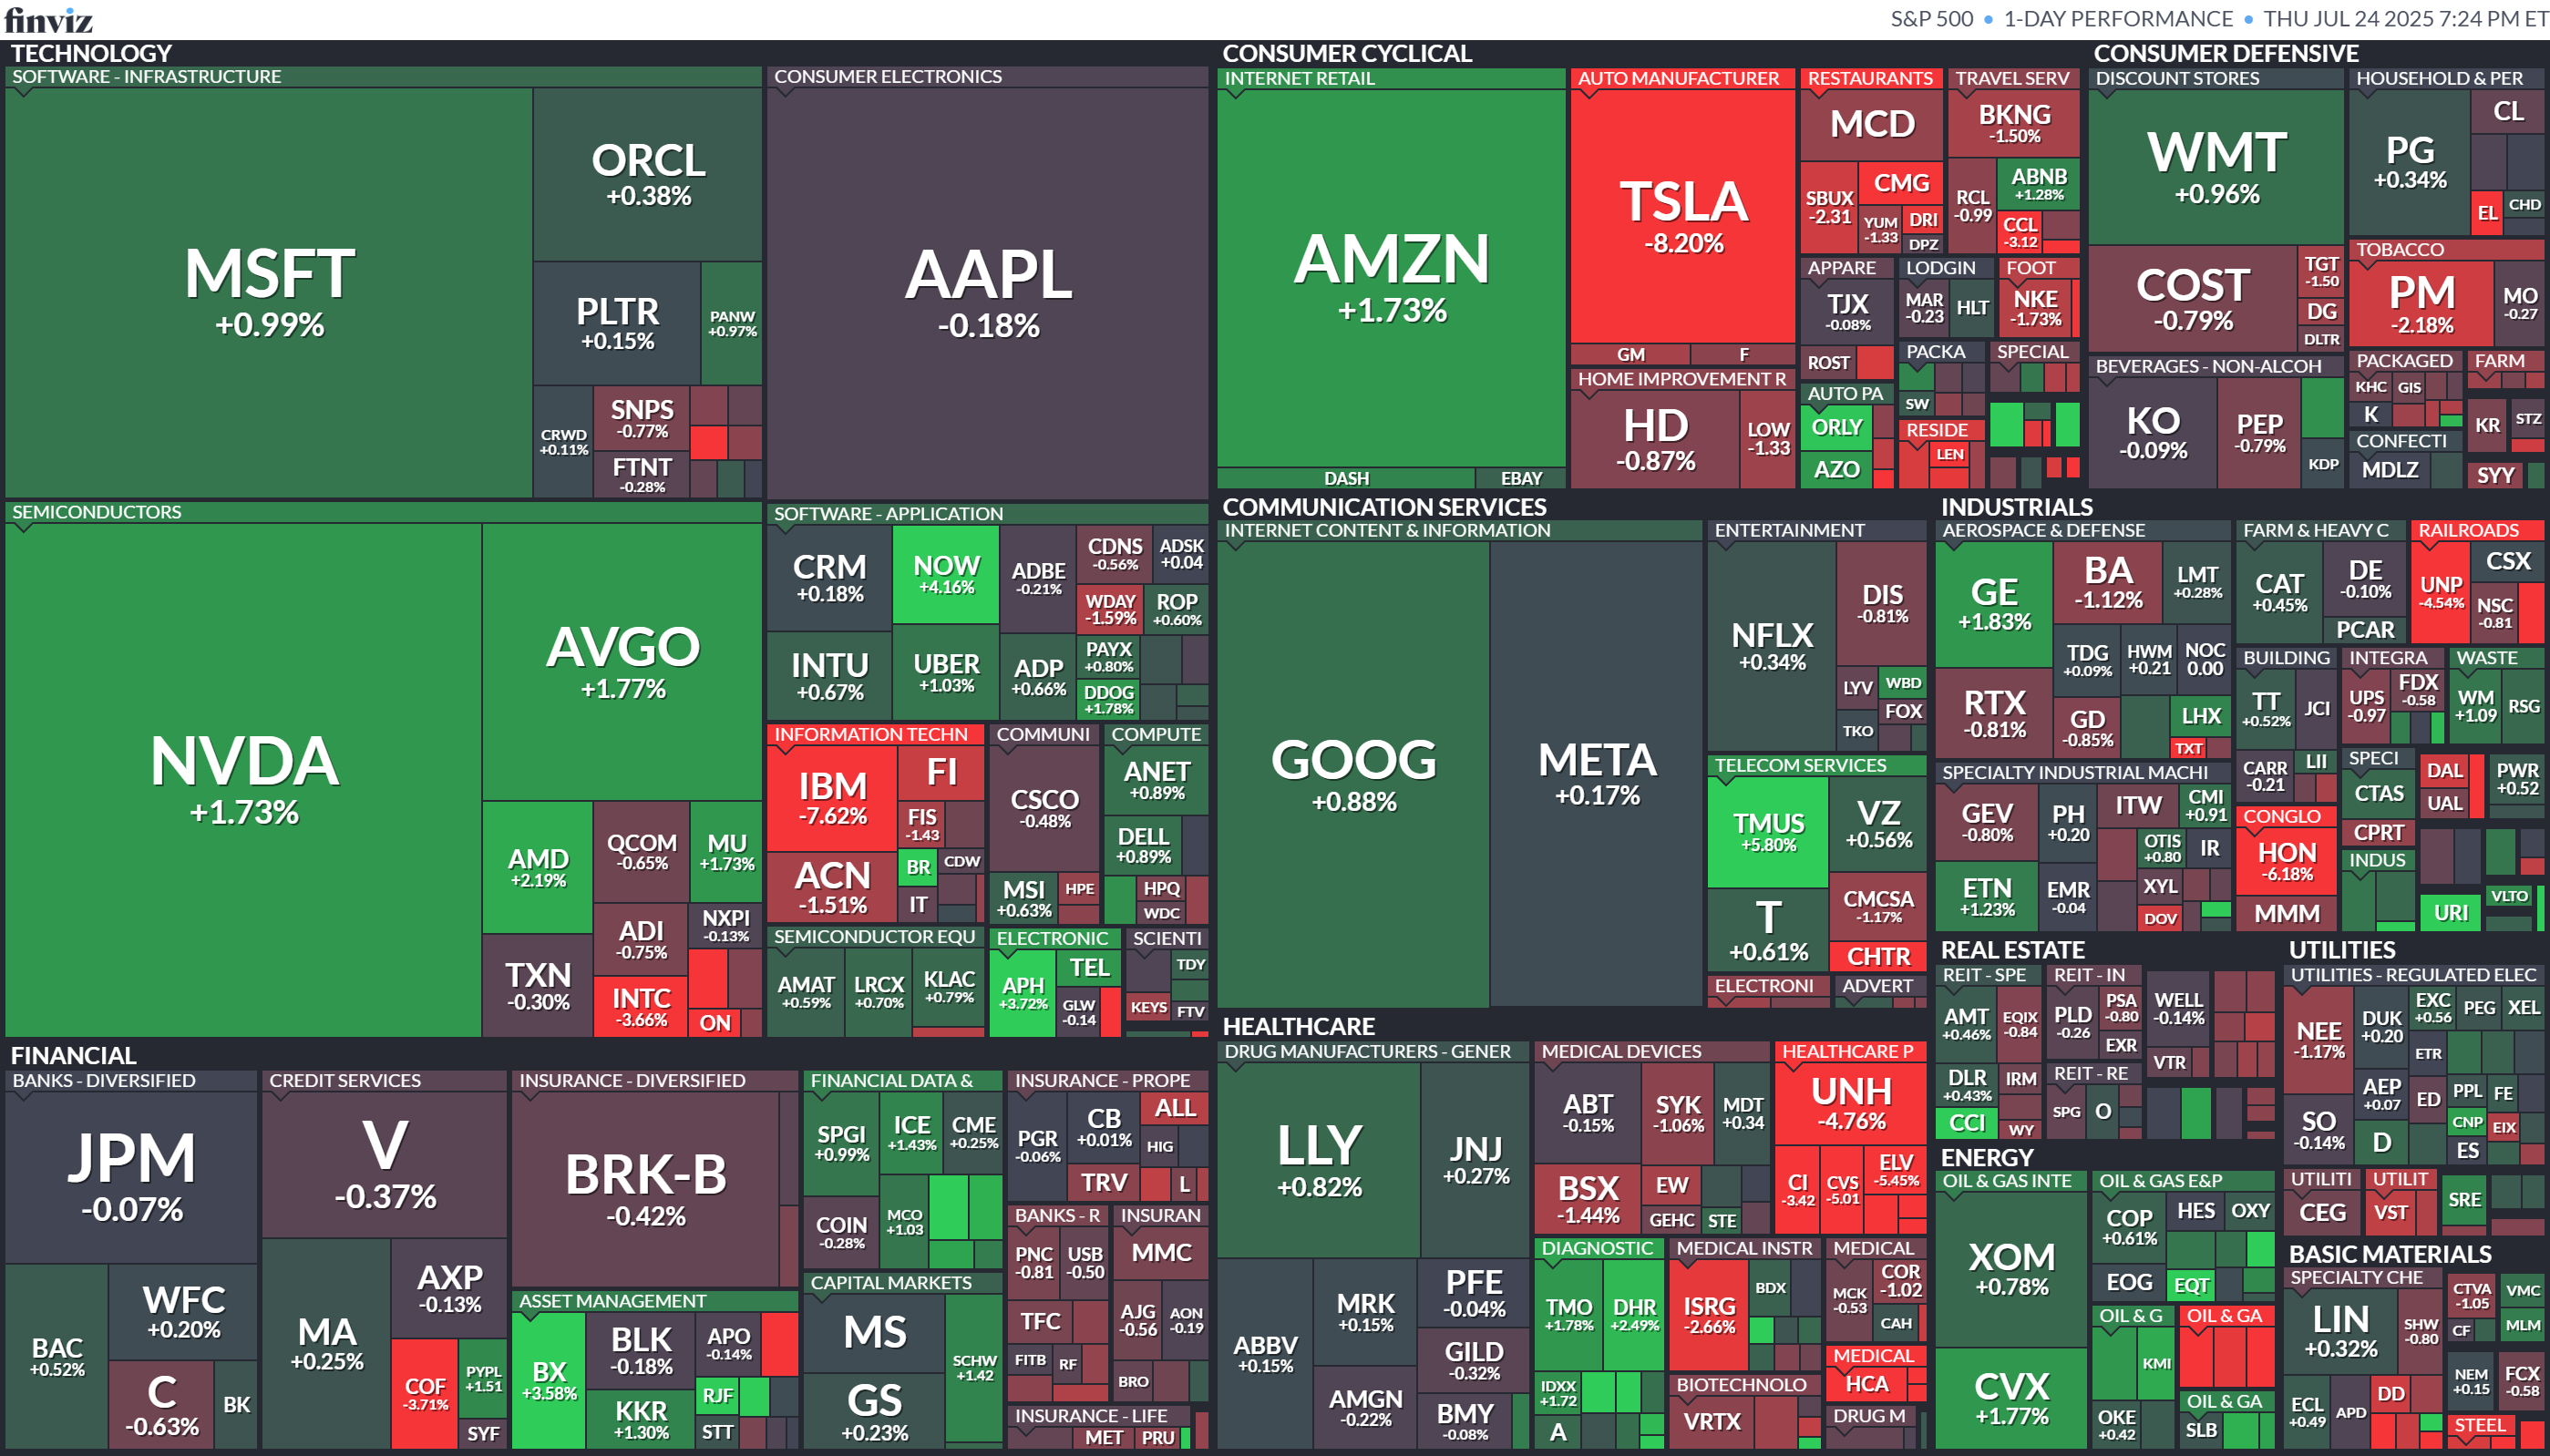 finviz
S&P 500 • 1-DAY PERFORMANCE • THU JUL 24 2025 7:24 PM ET
TECHNOLOGY
SOFTWARE - INFRASTRUCTURE
MSFT
+0.99%
ORCL
+0.38%
PLTR
+0.15%
PANW
+0.97%
CRWD
+0.11%
SNPS
-0.77%
FTNT
-0.28%
CONSUMER ELECTRONICS
AAPL
-0.18%
SEMICONDUCTORS
NVDA
+1.73%
AVGO
+1.77%
AMD
+2.19%
QCOM
-0.65%
MU
+1.73%
ADI
-0.75%
NXPI
-0.13%
TXN
-0.30%
INTC
-3.66%
ON
SOFTWARE - APPLICATION
CRM
+0.18%
NOW
+4.16%
ADBE
-0.21%
CDNS
-0.56%
ADSK
+0.04
WDAY
-1.59%
ROP
+0.60%
INTU
+0.67%
UBER
+1.03%
ADP
+0.66%
PAYX
+0.80%
DDOG
+1.78%
INFORMATION TECHN
IBM
-7.62%
FI
FIS
-1.43
ACN
-1.51%
BR
CDW
IT
COMMUNI
CSCO
-0.48%
MSI
+0.63%
HPE
COMPUTE
ANET
+0.89%
DELL
+0.89%
HPQ
WDC
SEMICONDUCTOR EQU
AMAT
+0.59%
LRCX
+0.70%
KLAC
+0.79%
ELECTRONIC
APH
+3.72%
TEL
GLW
-0.14
SCIENTI
TDY
KEYS
FTV
FINANCIAL
BANKS - DIVERSIFIED
JPM
-0.07%
BAC
+0.52%
WFC
+0.20%
C
-0.63%
BK
CREDIT SERVICES
V
-0.37%
MA
+0.25%
AXP
-0.13%
COF
-3.71%
PYPL
+1.51
SYF
INSURANCE - DIVERSIFIED
BRK-B
-0.42%
ASSET MANAGEMENT
BX
+3.58%
BLK
-0.18%
APO
-0.14%
KKR
+1.30%
RJF
STT
FINANCIAL DATA &
SPGI
+0.99%
ICE
+1.43%
CME
+0.25%
COIN
-0.28%
MCO
+1.03
CAPITAL MARKETS
MS
GS
+0.23%
SCHW
+1.42
INSURANCE - PROPE
PGR
-0.06%
CB
+0.01%
ALL
HIG
TRV
L
BANKS - R
PNC
-0.81
USB
-0.50
TFC
FITB
RF
INSURAN
MMC
AJG
-0.56
AON
-0.19
BRO
INSURANCE - LIFE
MET
PRU
CONSUMER CYCLICAL
INTERNET RETAIL
AMZN
+1.73%
DASH
EBAY
AUTO MANUFACTURER
TSLA
-8.20%
GM
F
HOME IMPROVEMENT R
HD
-0.87%
LOW
-1.33
RESTAURANTS
MCD
SBUX
-2.31
CMG
YUM
-1.33
DRI
DPZ
TRAVEL SERV
BKNG
-1.50%
RCL
-0.99
ABNB
+1.28%
CCL
-3.12
APPARE
TJX
-0.08%
ROST
LODGIN
MAR
-0.23
HLT
FOOT
NKE
-1.73%
AUTO PA
ORLY
AZO
PACKA
SW
SPECIAL
RESIDE
LEN
CONSUMER DEFENSIVE
DISCOUNT STORES
WMT
+0.96%
COST
-0.79%
TGT
-1.50
DG
DLTR
HOUSEHOLD & PER
PG
+0.34%
CL
EL
CHD
TOBACCO
PM
-2.18%
MO
-0.27
BEVERAGES - NON-ALCOH
KO
-0.09%
PEP
-0.79%
KDP
PACKAGED
KHC
GIS
K
FARM
CONFECTI
MDLZ
KR
STZ
SYY
COMMUNICATION SERVICES
INTERNET CONTENT & INFORMATION
GOOG
+0.88%
META
+0.17%
ENTERTAINMENT
NFLX
+0.34%
DIS
-0.81%
LYV
WBD
FOX
TKO
TELECOM SERVICES
TMUS
+5.80%
VZ
+0.56%
T
+0.61%
CMCSA
-1.17%
CHTR
ELECTRONI
ADVERT
INDUSTRIALS
AEROSPACE & DEFENSE
GE
+1.83%
BA
-1.12%
LMT
+0.28%
RTX
-0.81%
TDG
+0.09%
HWM
+0.21
NOC
0.00
GD
-0.85%
LHX
TXT
SPECIALTY INDUSTRIAL MACHI
GEV
-0.80%
PH
+0.20
ITW
CMI
+0.91
OTIS
+0.80
IR
ETN
+1.23%
EMR
-0.04
XYL
DOV
FARM & HEAVY C
CAT
+0.45%
DE
-0.10%
PCAR
RAILROADS
UNP
-4.54%
CSX
NSC
-0.81
BUILDING
TT
+0.52%
JCI
CARR
-0.21
LII
INTEGRA
UPS
-0.97
FDX
-0.58
WASTE
WM
+1.09
RSG
SPECI
CTAS
CPRT
DAL
UAL
PWR
+0.52
CONGLO
HON
-6.18%
MMM
INDUS
URI
VLTO
HEALTHCARE
DRUG MANUFACTURERS - GENER
LLY
+0.82%
JNJ
+0.27%
ABBV
+0.15%
MRK
+0.15%
PFE
-0.04%
AMGN
-0.22%
GILD
-0.32%
BMY
-0.08%
MEDICAL DEVICES
ABT
-0.15%
SYK
-1.06%
MDT
+0.34
BSX
-1.44%
EW
GEHC
STE
HEALTHCARE P
UNH
-4.76%
CI
-3.42
CVS
-5.01
ELV
-5.45%
DIAGNOSTIC
TMO
+1.78%
DHR
+2.49%
IDXX
+1.72
A
MEDICAL INSTR
ISRG
-2.66%
BDX
BIOTECHNOLO
VRTX
MEDICAL
MCK
-0.53
COR
-1.02
CAH
MEDICAL
HCA
DRUG M
REAL ESTATE
REIT - SPE
AMT
+0.46%
EQIX
-0.84
DLR
+0.43%
IRM
CCI
WY
REIT - IN
PLD
-0.26
PSA
-0.80
EXR
REIT - RE
SPG
O
WELL
-0.14%
VTR
UTILITIES
UTILITIES - REGULATED ELEC
NEE
-1.17%
DUK
+0.20
EXC
+0.56
PEG
XEL
ETR
SO
-0.14%
AEP
+0.07
ED
PPL
FE
CNP
EIX
D
ES
UTILITI
CEG
UTILIT
VST
SRE
ENERGY
OIL & GAS INTE
XOM
+0.78%
CVX
+1.77%
OIL & GAS E&P
COP
+0.61%
HES
OXY
EOG
EQT
OIL & G
KMI
OKE
+0.42
OIL & GA
OIL & GA
SLB
BASIC MATERIALS
SPECIALTY CHE
LIN
+0.32%
SHW
-0.80
ECL
+0.49
APD
DD
CTVA
-1.05
CF
VMC
MLM
NEM
+0.15
FCX
-0.58
STEEL